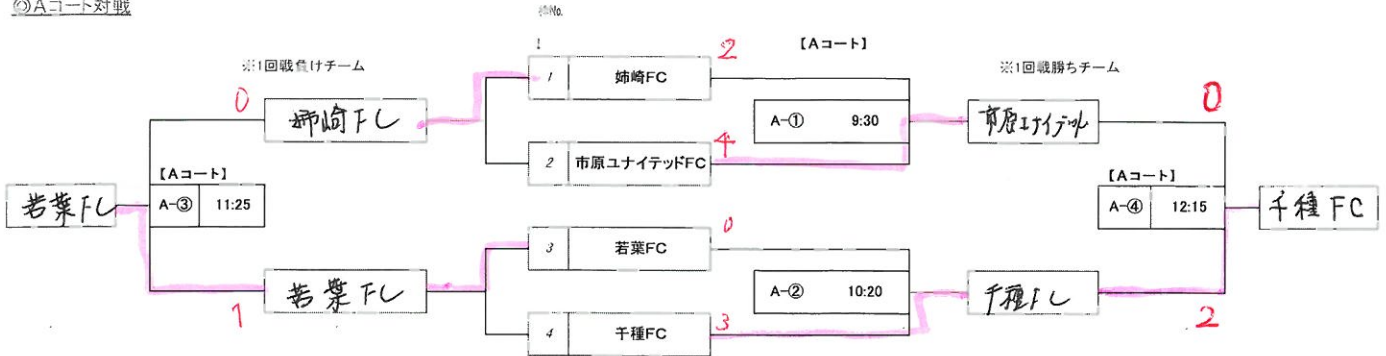 ◎Aコート対戦
枠No.
1
2
【Aコート】
※1回戦負けチーム
※1回戦勝ちチーム
1 姉崎FC
0
姉崎FC
A-① 9:30
市原ユナイテッド
0
4
2 市原ユナイテッドFC
【Aコート】
A-③ 11:25
若葉FC
【Aコート】
A-④ 12:15
千種FC
0
3 若葉FC
1
若葉FC
A-② 10:20
千種FC
2
3
4 千種FC